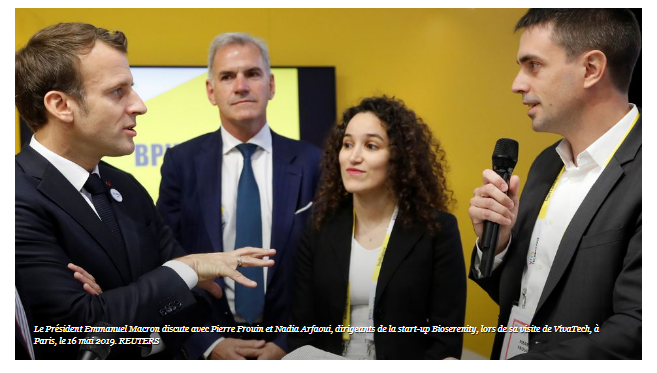 BPI
Le Président Emmanuel Macron discute avec Pierre Frouin et Nadia Arfaoui, dirigeants de la start-up Bioserenity, lors de sa visite de VivaTech, à
Paris, le 16 mai 2019. REUTERS